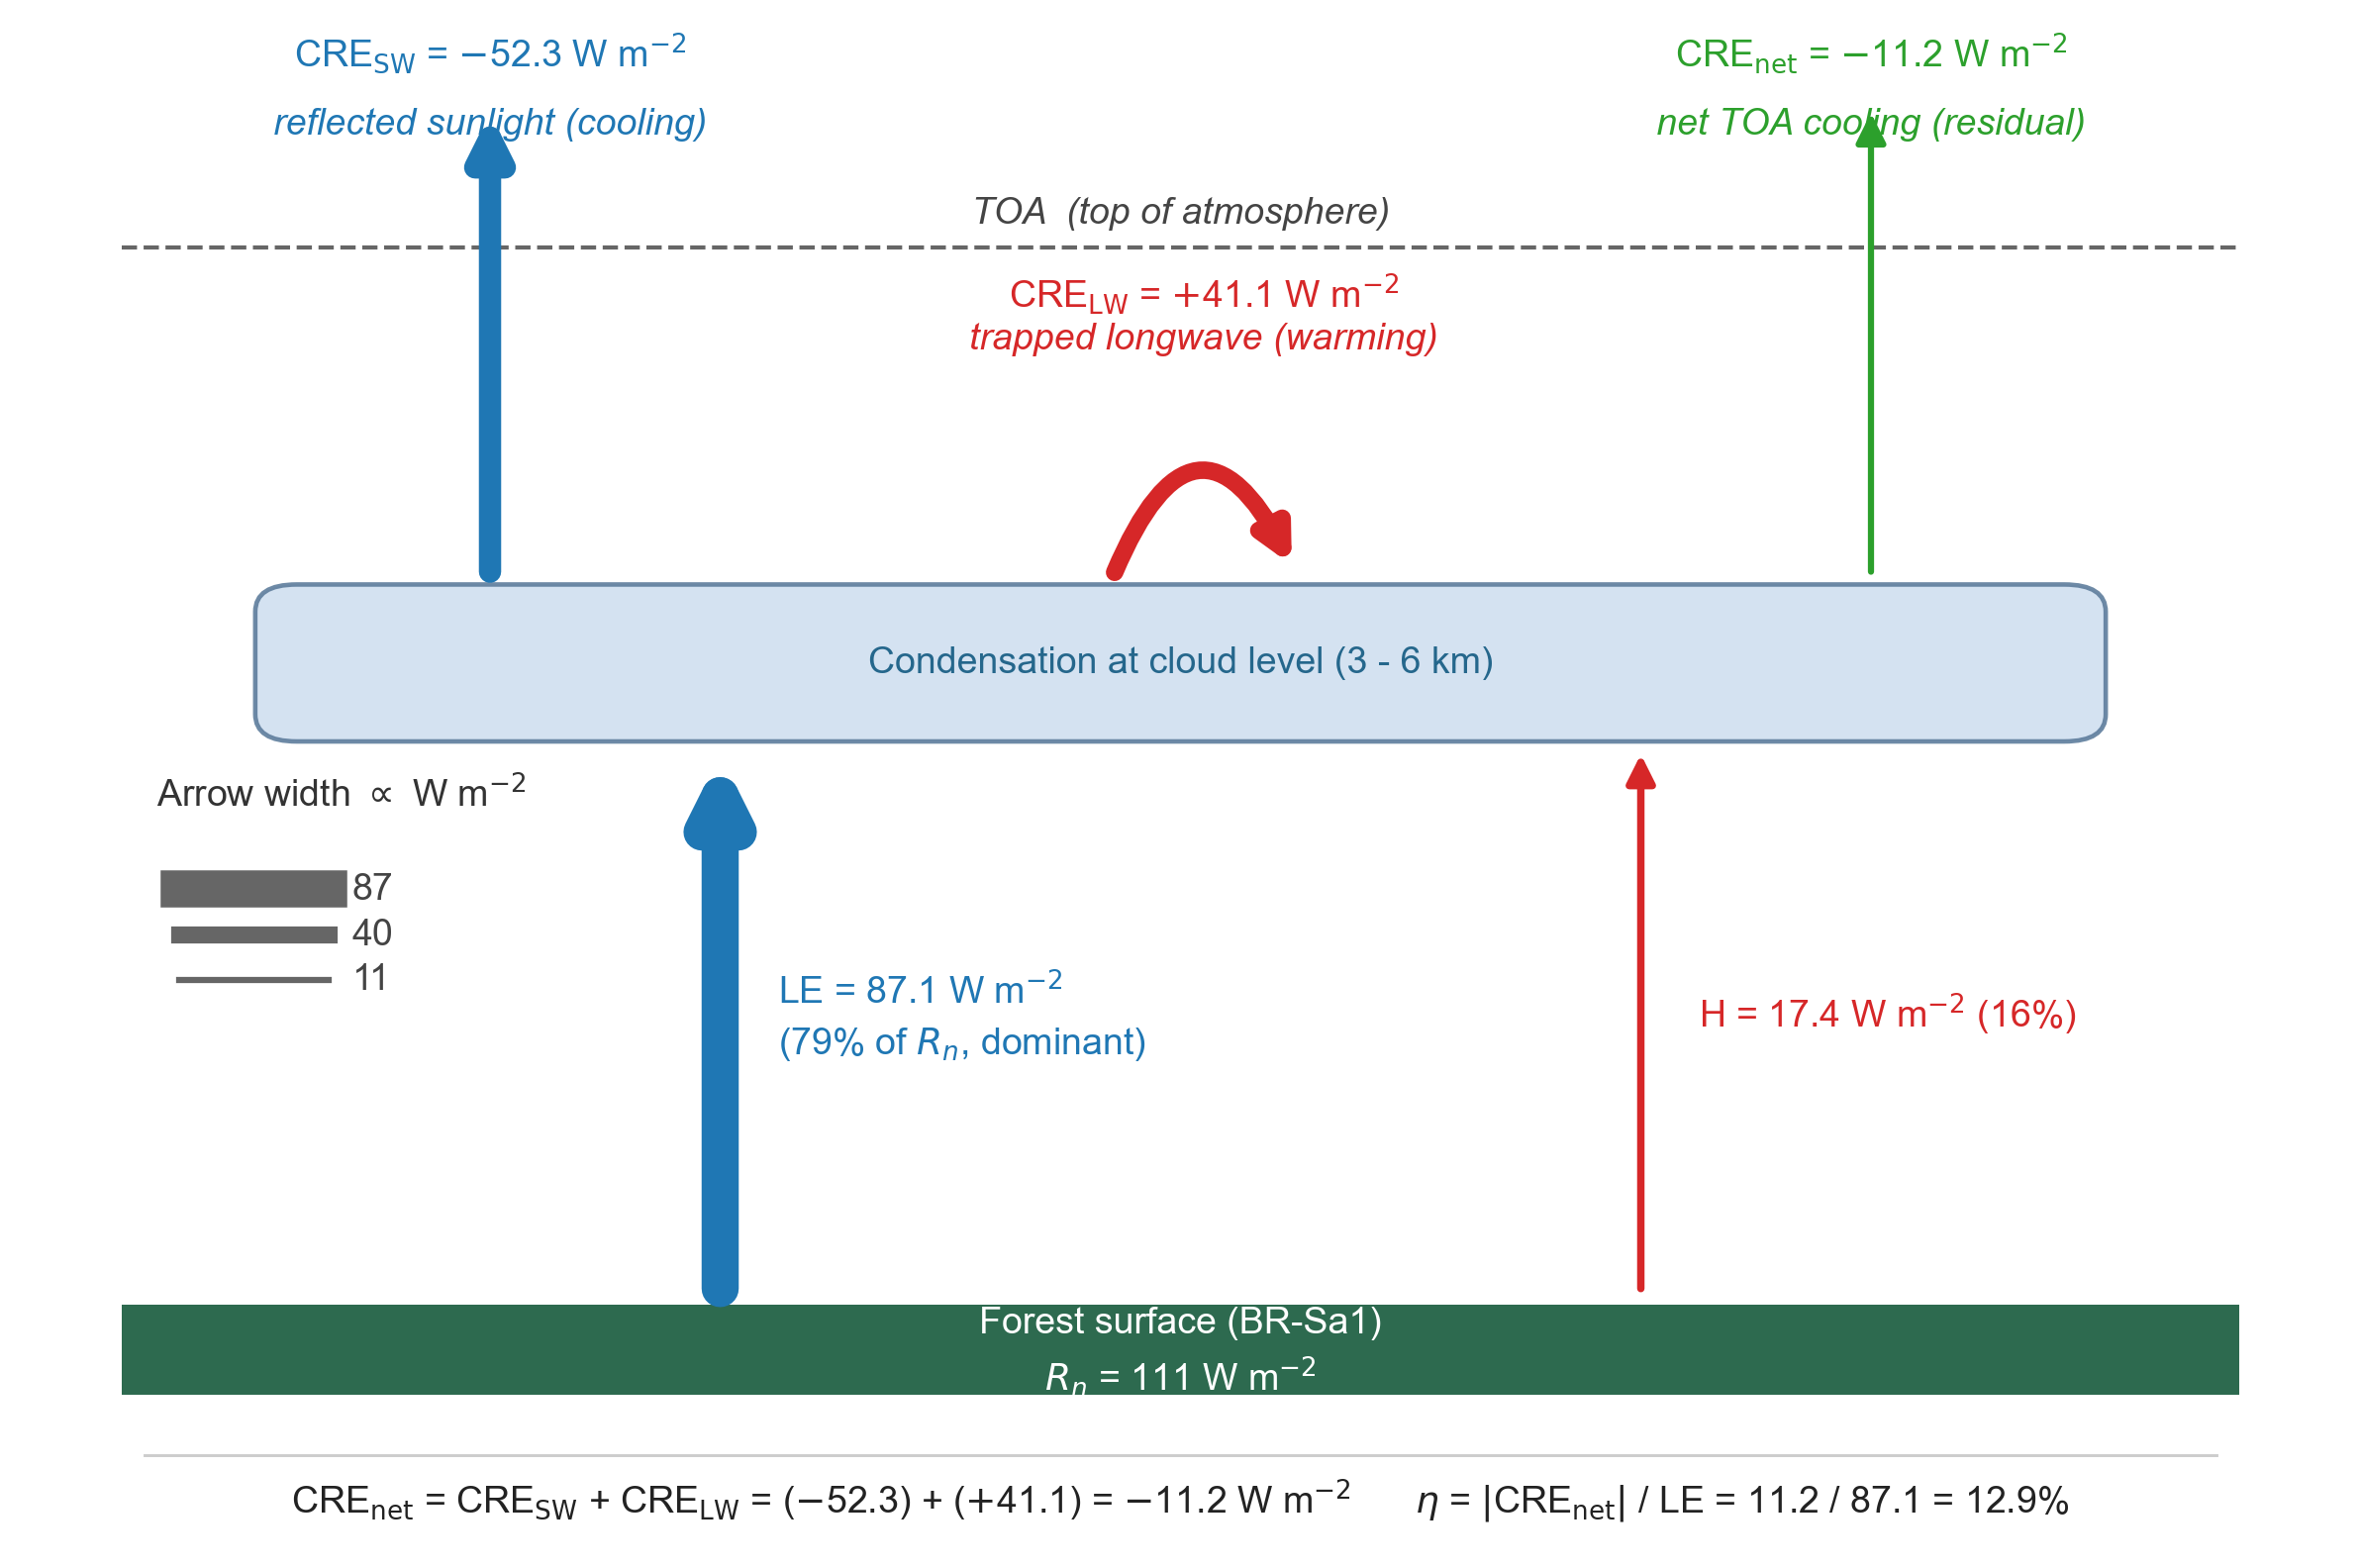 CRE_SW = −52.3 W m⁻²
reflected sunlight (cooling)
CRE_net = −11.2 W m⁻²
net TOA cooling (residual)
TOA (top of atmosphere)
CRE_LW = +41.1 W m⁻²
trapped longwave (warming)
Condensation at cloud level (3 - 6 km)
Arrow width ∝ W m⁻²
87
40
11
LE = 87.1 W m⁻²
(79% of Rₙ, dominant)
H = 17.4 W m⁻² (16%)
Forest surface (BR-Sa1)
Rₙ = 111 W m⁻²
CRE_net = CRE_SW + CRE_LW = (−52.3) + (+41.1) = −11.2 W m⁻² η = |CRE_net| / LE = 11.2 / 87.1 = 12.9%